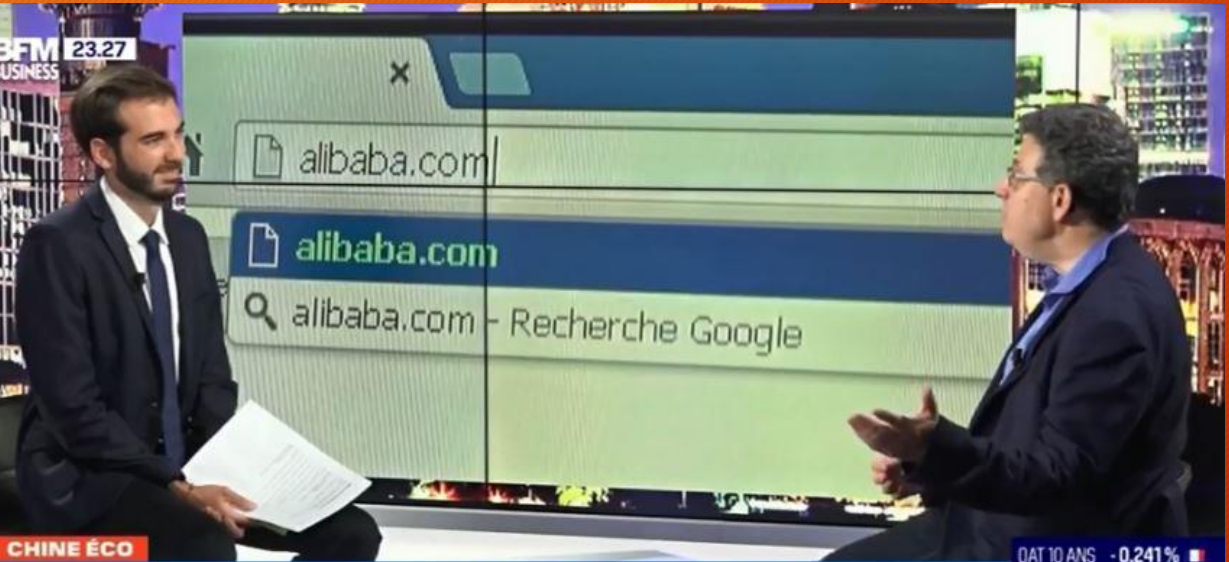 BFM
BUSINESS
23.27
alibaba.com
alibaba.com
alibaba.com - Recherche Google
CHINE ÉCO
OAT 10 ANS -0,241%